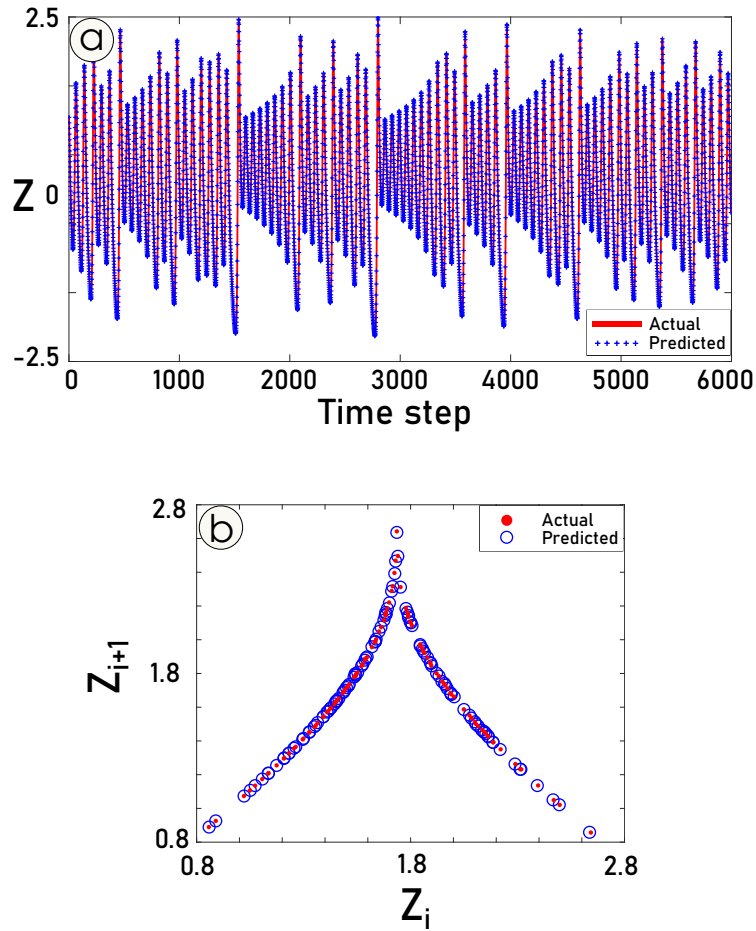 a
2.5
Z
0
-2.5
Actual
Predicted
0 1000 2000 3000 4000 5000 6000
Time step
b
2.8
Actual
Predicted
Zi+1
1.8
0.8
0.8 1.8 2.8
Zi